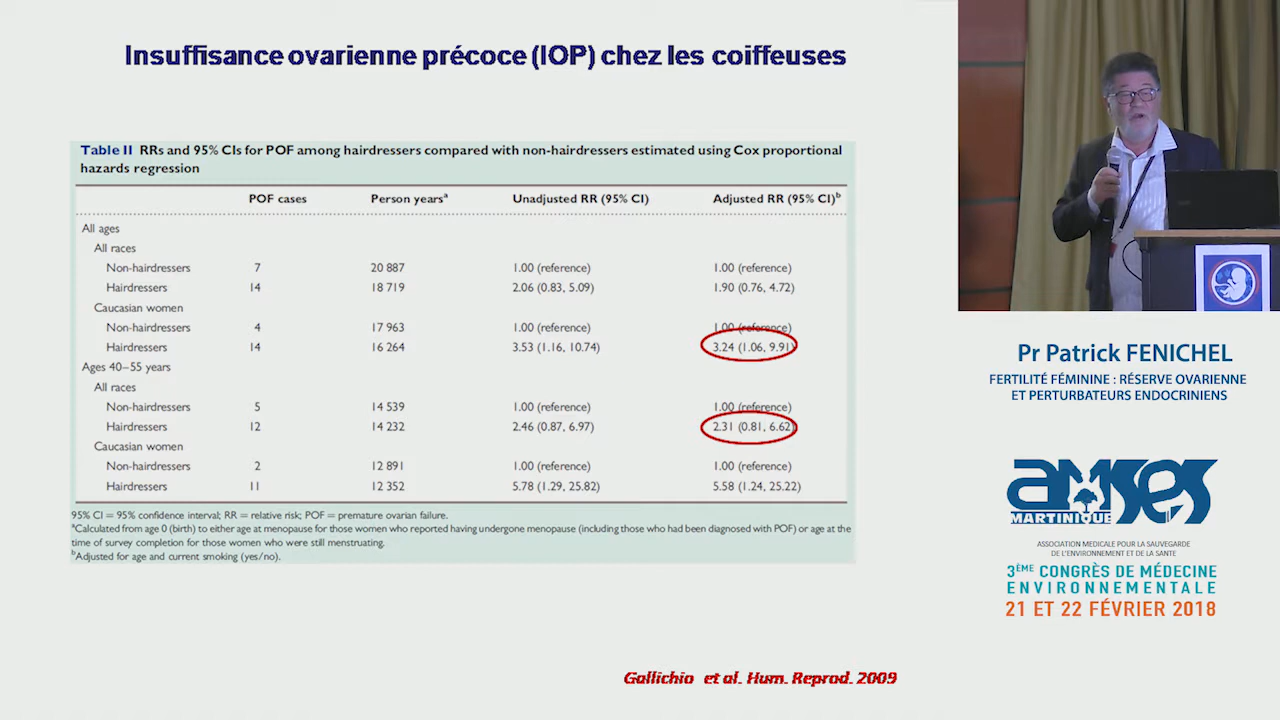 Insuffisance ovarienne précoce (IOP) chez les coiffeuses
Table II RRs and 95% CIs for POF among hairdressers compared with non-hairdressers estimated using Cox proportional
hazards regression
POF cases Person yearsᵃ Unadjusted RR (95% CI) Adjusted RR (95% CI)ᵇ
All ages
All races
Non-hairdressers 7 20 887 1.00 (reference) 1.00 (reference)
Hairdressers 14 18 719 2.06 (0.83, 5.09) 1.90 (0.76, 4.72)
Caucasian women
Non-hairdressers 4 17 963 1.00 (reference) 1.00 (reference)
Hairdressers 14 16 264 3.53 (1.16, 10.74) 3.24 (1.06, 9.91)
Ages 40–55 years
All races
Non-hairdressers 5 14 539 1.00 (reference) 1.00 (reference)
Hairdressers 12 14 232 2.46 (0.87, 6.97) 2.31 (0.81, 6.62)
Caucasian women
Non-hairdressers 2 12 891 1.00 (reference) 1.00 (reference)
Hairdressers 11 12 352 5.78 (1.29, 25.82) 5.58 (1.24, 25.22)
95% CI = 95% confidence interval; RR = relative risk; POF = premature ovarian failure.
ᵃCalculated from age 0 (birth) to either age at menopause for those women who reported having undergone menopause (including those who had been diagnosed with POF) or age at the
time of survey completion for those women who were still menstruating.
ᵇAdjusted for age and current smoking (yes/no).
Gallichio et al. Hum. Reprod. 2009
Pr Patrick FENICHEL
FERTILITÉ FÉMININE : RÉSERVE OVARIENNE
ET PERTURBATEURS ENDOCRINIENS
amses
MARTINIQUE
ASSOCIATION MEDICALE POUR LA SAUVEGARDE
DE L'ENVIRONNEMENT ET DE LA SANTE
3ÈME CONGRÈS DE MÉDECINE
ENVIRONNEMENTALE
21 ET 22 FÉVRIER 2018